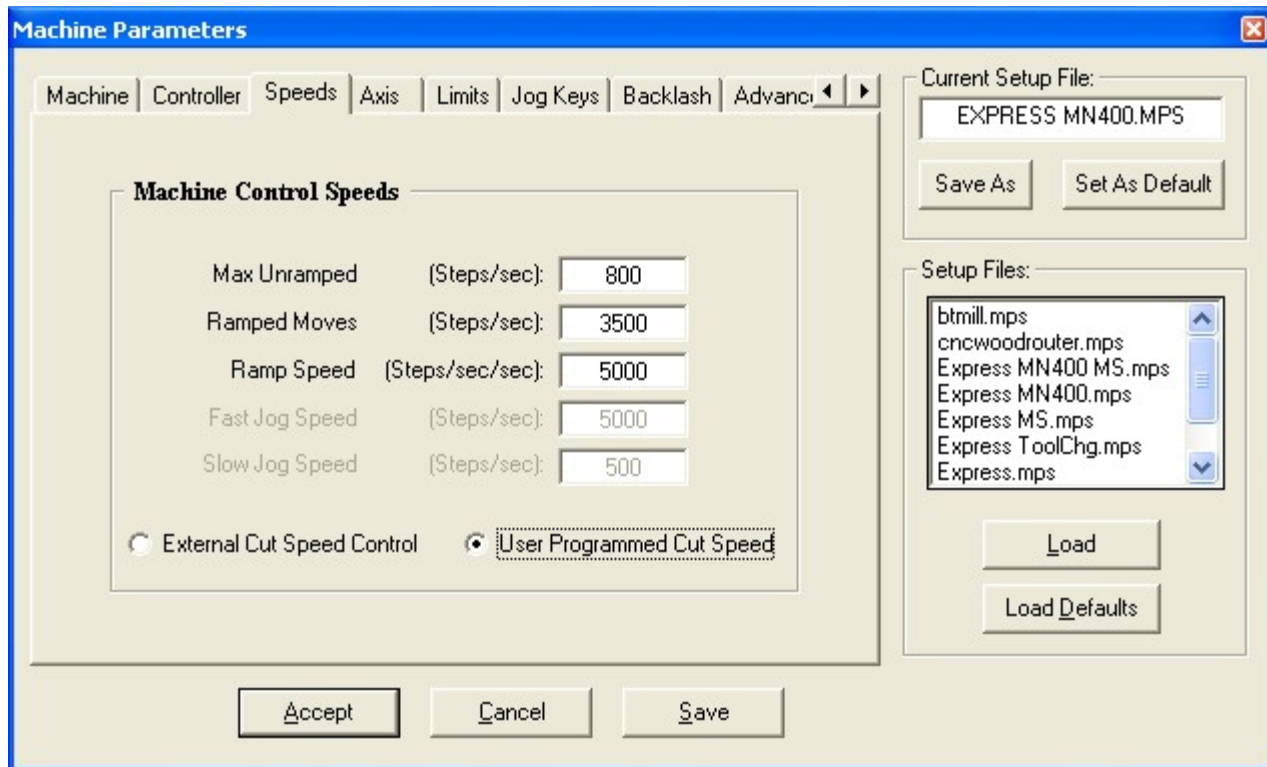 Machine Parameters
Machine Controller Speeds Axis Limits Jog Keys Backlash Advanc
Machine Control Speeds
Max Unramped (Steps/sec): 800
Ramped Moves (Steps/sec): 3500
Ramp Speed (Steps/sec/sec): 5000
Fast Jog Speed (Steps/sec): 5000
Slow Jog Speed (Steps/sec): 500
External Cut Speed Control User Programmed Cut Speed
Accept Cancel Save
Current Setup File:
EXPRESS MN400.MPS
Save As Set As Default
Setup Files:
btmill.mps
cncwoodrouter.mps
Express MN400 MS.mps
Express MN400.mps
Express MS.mps
Express ToolChg.mps
Express.mps
Load
Load Defaults